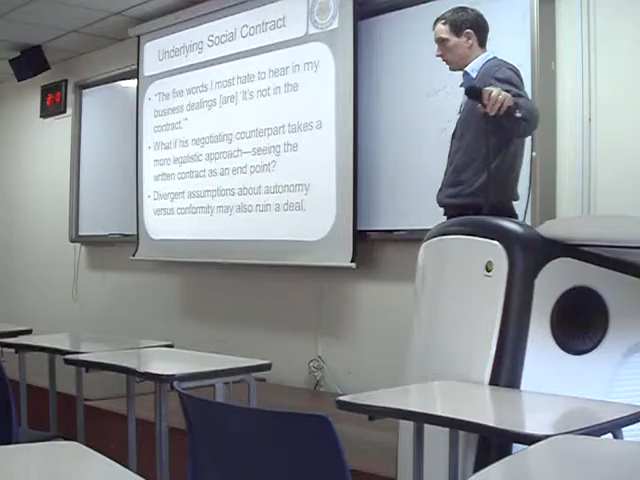 Underlying Social Contract
• "The five words I most hate to hear in my
business dealings [are] 'It's not in the
contract.'"
• What if his negotiating counterpart takes a
more legalistic approach—seeing the
written contract as an end point?
• Divergent assumptions about autonomy
versus conformity may also ruin a deal.